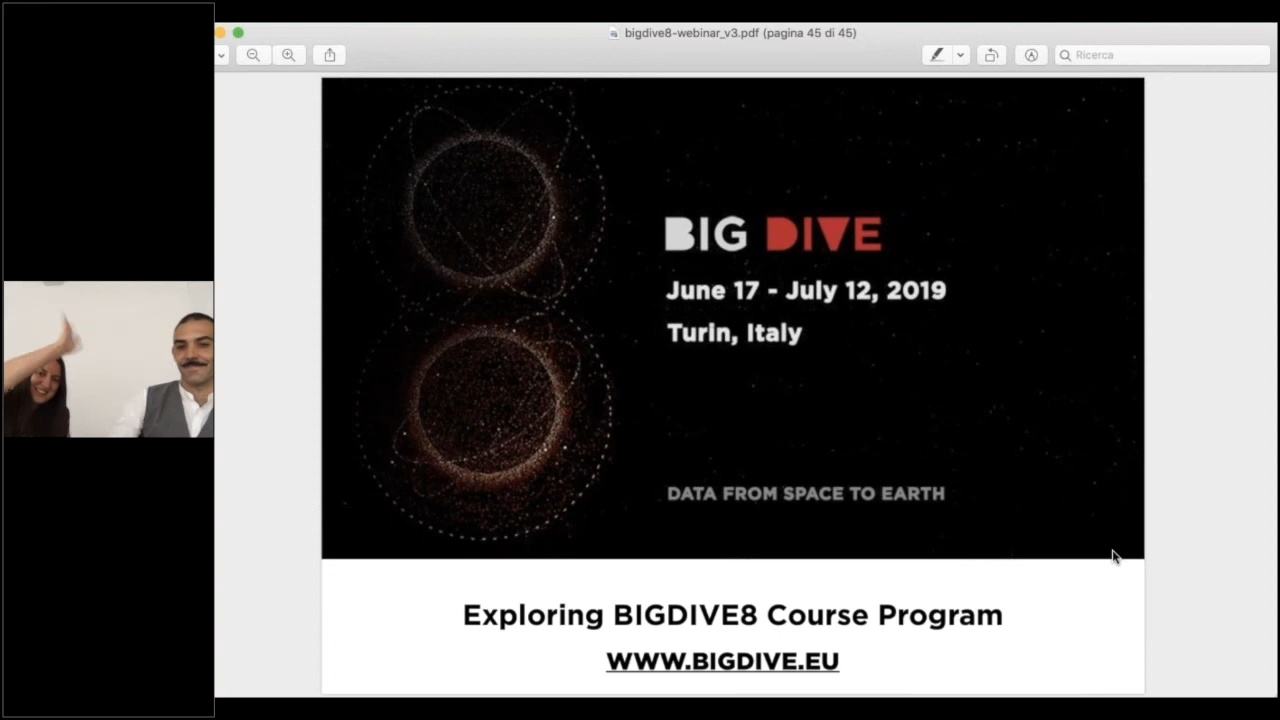 bigdive8-webinar_v3.pdf (pagina 45 di 45)
Ricerca
BIG DIVE
June 17 - July 12, 2019
Turin, Italy
DATA FROM SPACE TO EARTH
Exploring BIGDIVE8 Course Program
WWW.BIGDIVE.EU